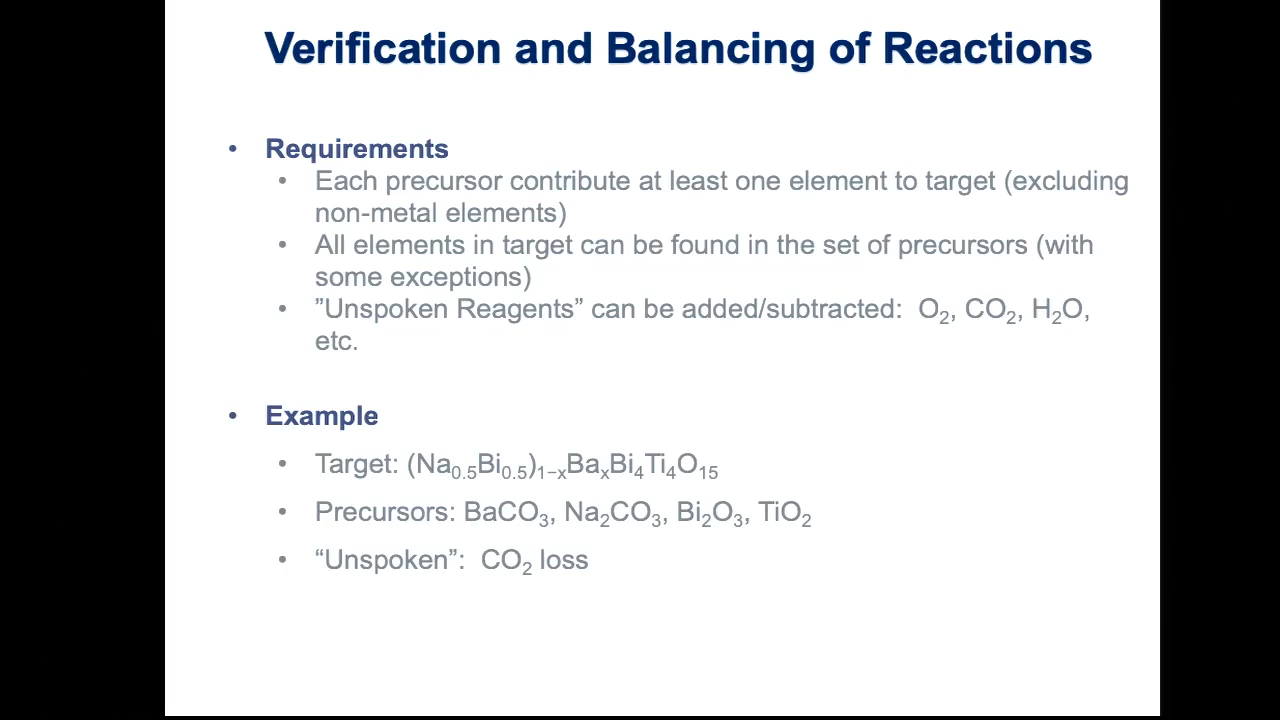 Verification and Balancing of Reactions
• Requirements
• Each precursor contribute at least one element to target (excluding
non-metal elements)
• All elements in target can be found in the set of precursors (with
some exceptions)
• ”Unspoken Reagents” can be added/subtracted: O₂, CO₂, H₂O,
etc.
• Example
• Target: (Na₀.₅Bi₀.₅)₁₋ₓBaₓBi₄Ti₄O₁₅
• Precursors: BaCO₃, Na₂CO₃, Bi₂O₃, TiO₂
• “Unspoken”: CO₂ loss